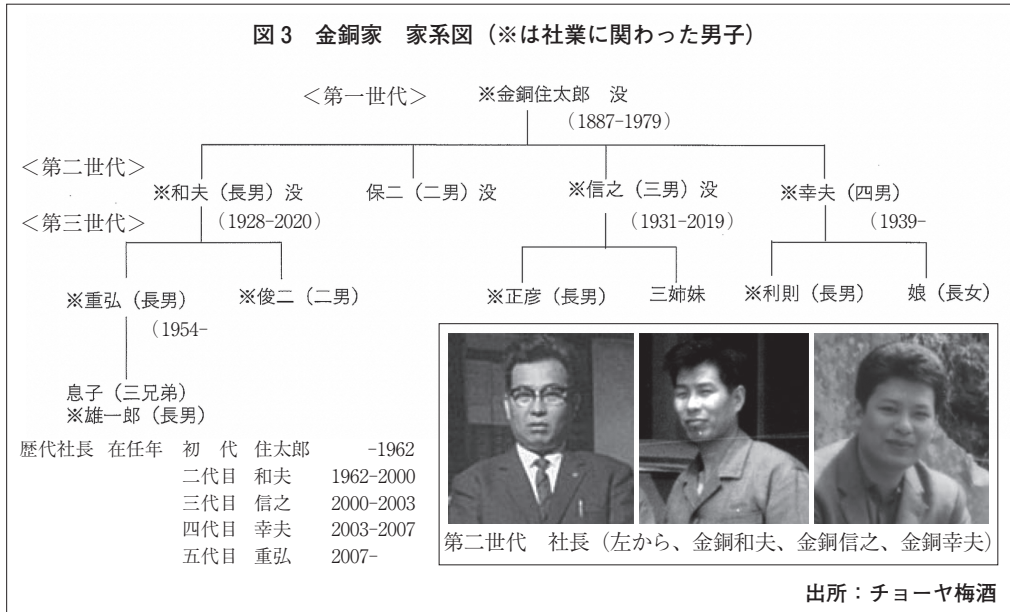 図3　金銅家　家系図（※は社業に関わった男子）
＜第一世代＞　※金銅住太郎　没
（1887-1979）
＜第二世代＞
※和夫（長男）没　保二（二男）没　※信之（三男）没　※幸夫（四男）
＜第三世代＞　（1928-2020）　（1931-2019）　（1939-
※重弘（長男）　※俊二（二男）　※正彦（長男）　三姉妹　※利則（長男）　娘（長女）
（1954-
息子（三兄弟）
※雄一郎（長男）
歴代社長　在任年　初　代　住太郎　-1962
二代目　和夫　1962-2000
三代目　信之　2000-2003
四代目　幸夫　2003-2007
五代目　重弘　2007-
第二世代　社長（左から、金銅和夫、金銅信之、金銅幸夫）
出所：チョーヤ梅酒